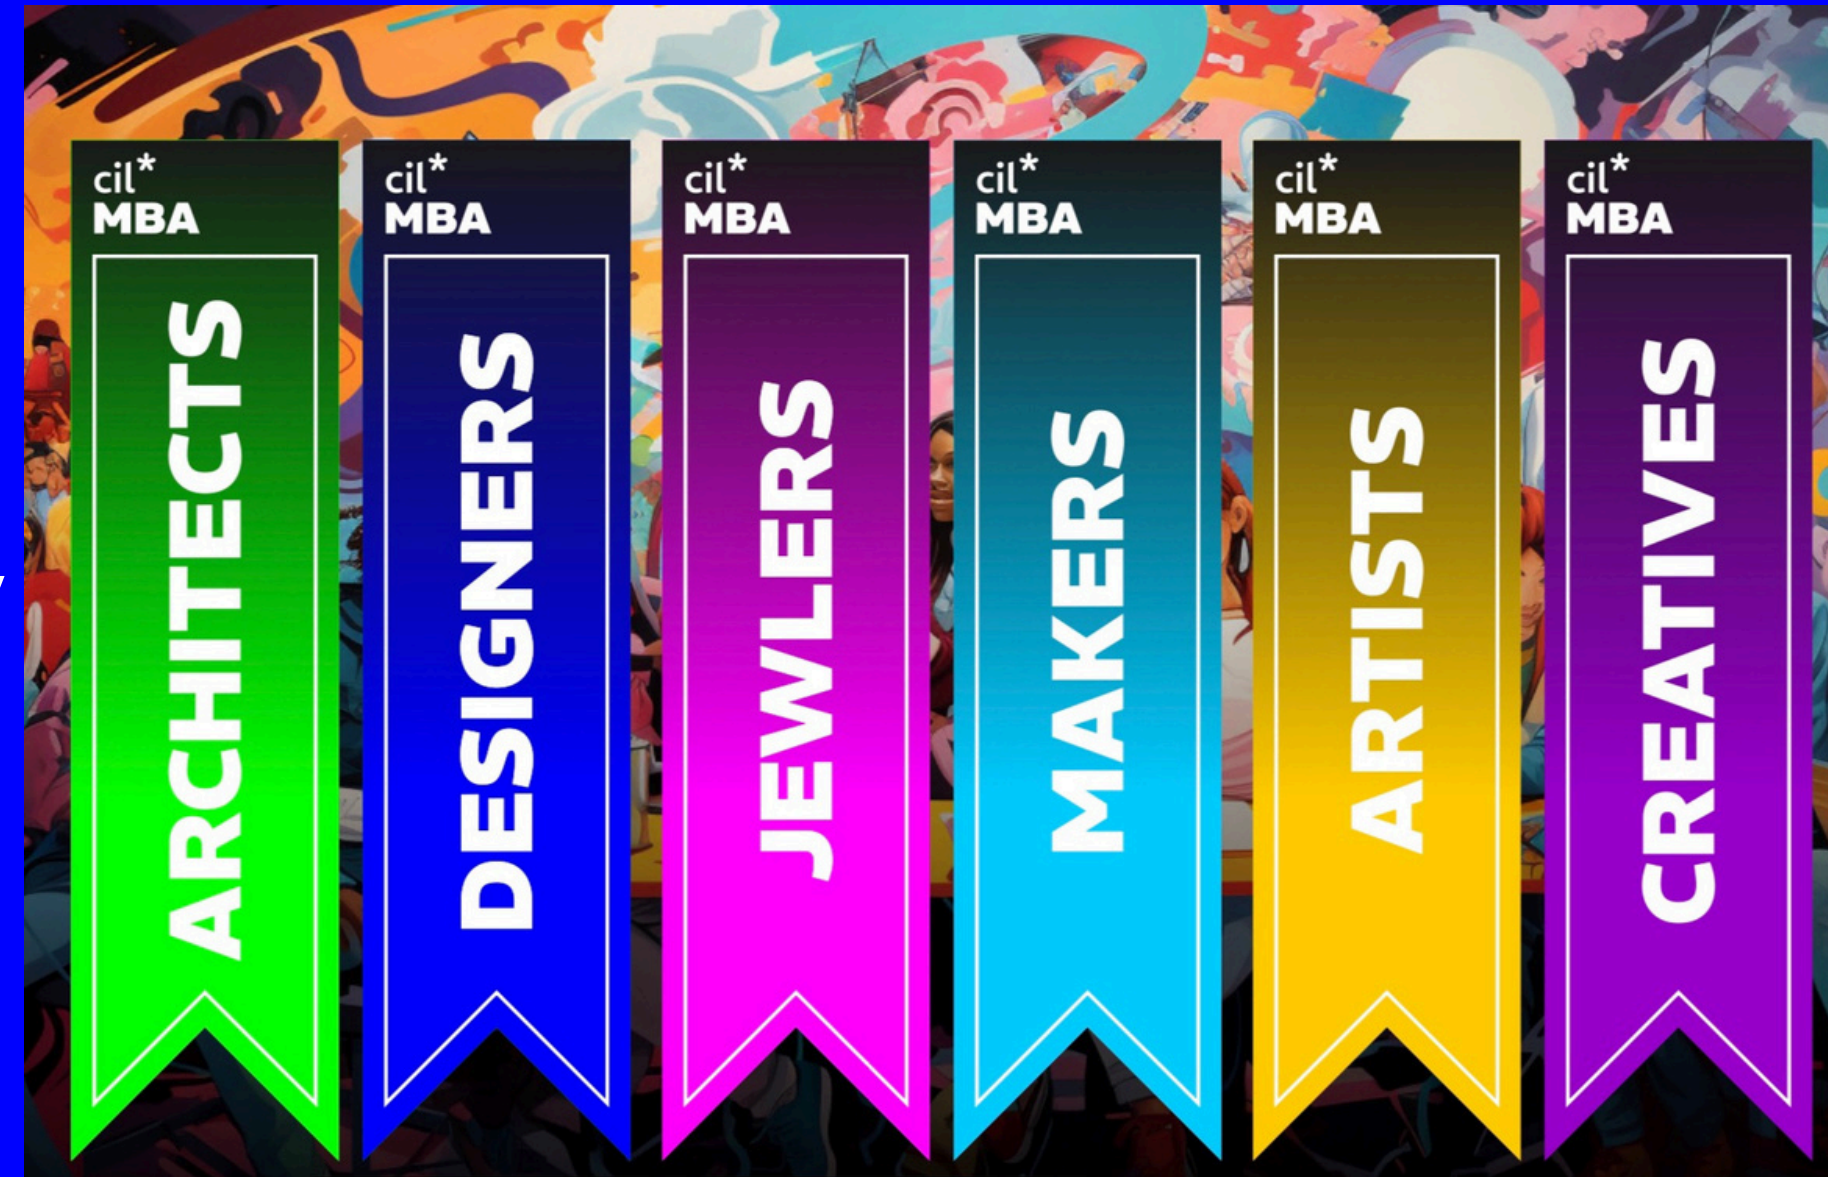 cil*
MBA
ARCHITECTS
cil*
MBA
DESIGNERS
cil*
MBA
JEWLERS
cil*
MBA
MAKERS
cil*
MBA
ARTISTS
cil*
MBA
CREATIVES